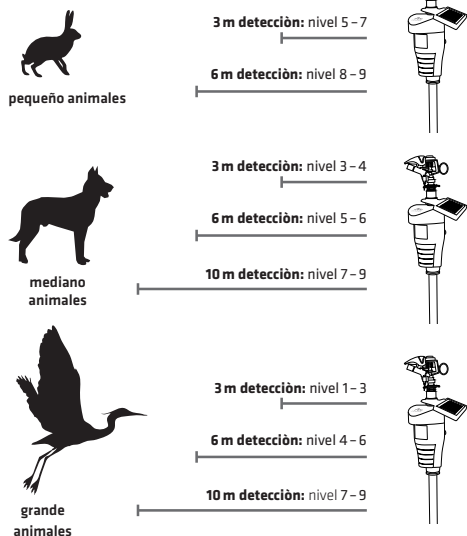 3 m detecciòn: nivel 5 – 7
6 m detecciòn: nivel 8 – 9
pequeño animales
3 m detecciòn: nivel 3 – 4
6 m detecciòn: nivel 5 – 6
10 m detecciòn: nivel 7 – 9
mediano
animales
3 m detecciòn: nivel 1 – 3
6 m detecciòn: nivel 4 – 6
10 m detecciòn: nivel 7 – 9
grande
animales